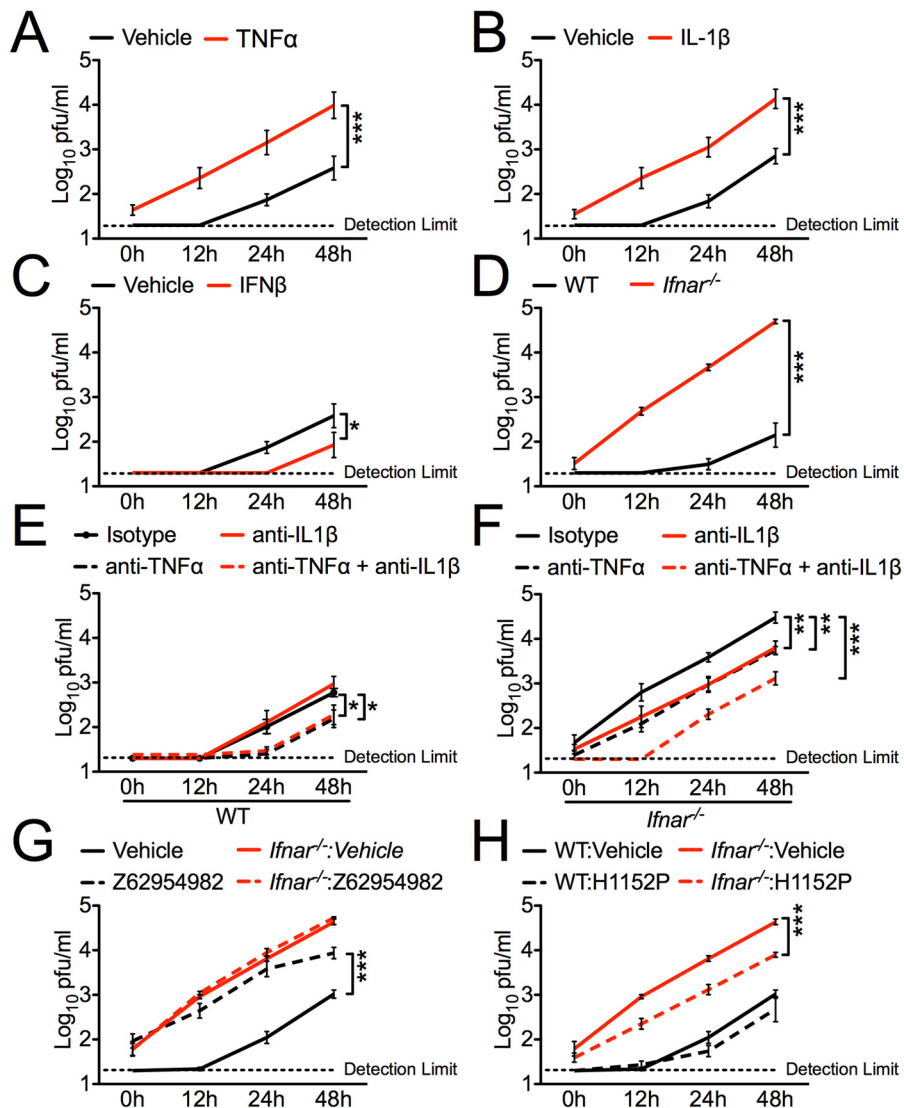 A
Vehicle TNFα
Log10 pfu/ml
5
4
3
2
1
***
Detection Limit
0h 12h 24h 48h
B
Vehicle IL-1β
Log10 pfu/ml
5
4
3
2
1
***
Detection Limit
0h 12h 24h 48h
C
Vehicle IFNβ
Log10 pfu/ml
5
4
3
2
1
*
Detection Limit
0h 12h 24h 48h
D
WT Ifnar-/-
Log10 pfu/ml
5
4
3
2
1
***
Detection Limit
0h 12h 24h 48h
E
Isotype anti-IL1β
anti-TNFα anti-TNFα + anti-IL1β
Log10 pfu/ml
5
4
3
2
1
* *
Detection Limit
0h 12h 24h 48h
WT
F
Isotype anti-IL1β
anti-TNFα anti-TNFα + anti-IL1β
Log10 pfu/ml
5
4
3
2
1
** ** ***
Detection Limit
0h 12h 24h 48h
Ifnar-/-
G
Vehicle Ifnar-/-:Vehicle
Z62954982 Ifnar-/-:Z62954982
Log10 pfu/ml
5
4
3
2
1
***
Detection Limit
0h 12h 24h 48h
H
WT:Vehicle Ifnar-/-:Vehicle
WT:H1152P Ifnar-/-:H1152P
Log10 pfu/ml
5
4
3
2
1
***
Detection Limit
0h 12h 24h 48h